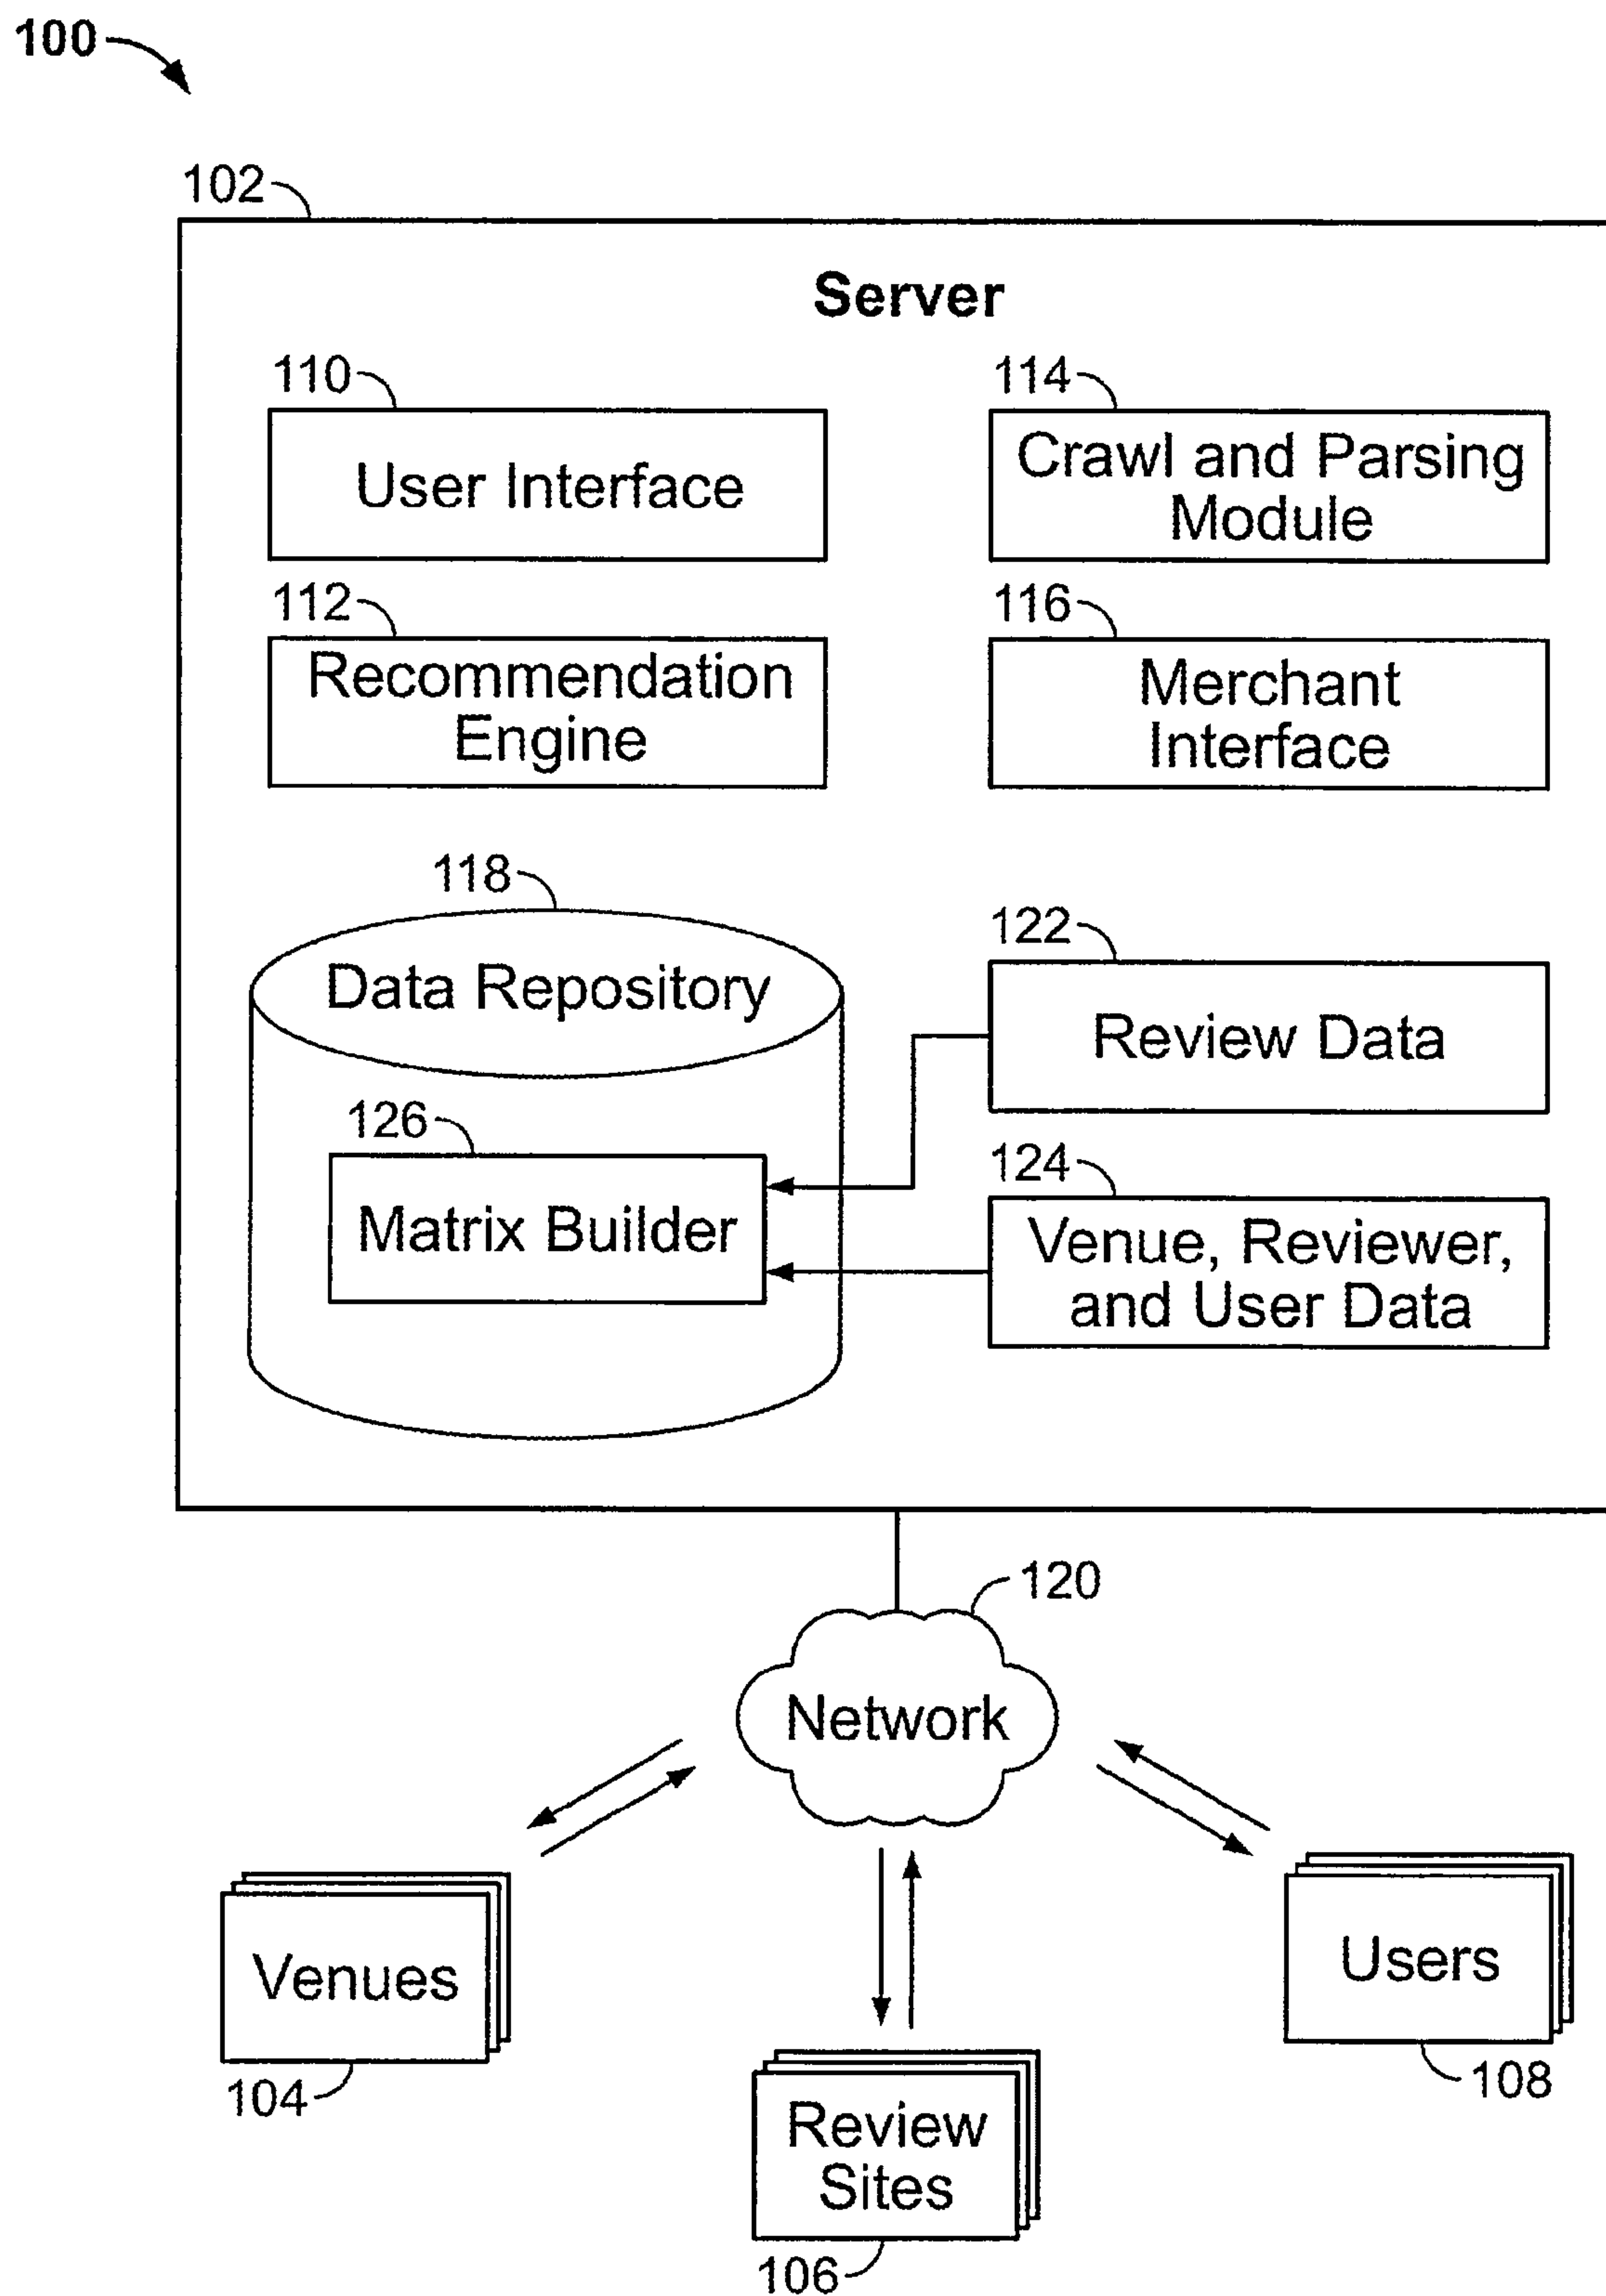 100
102
Server
110
User Interface
114
Crawl and Parsing
Module
112
Recommendation
Engine
116
Merchant
Interface
118
Data Repository
122
Review Data
126
Matrix Builder
124
Venue, Reviewer,
and User Data
120
Network
Venues
104
Users
108
Review
Sites
106